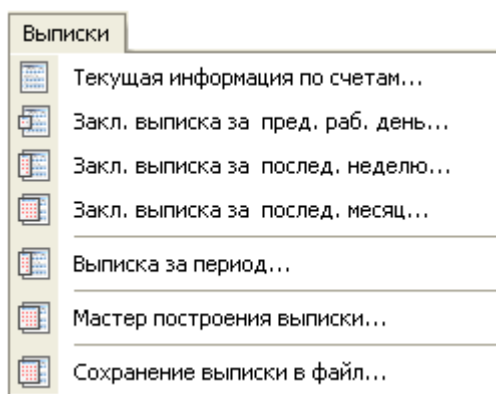 Выписки
Текущая информация по счетам...
Закл. выписка за  пред. раб. день...
Закл. выписка за  послед. неделю...
Закл. выписка за  послед. месяц...
Выписка за период...
Мастер построения выписки...
Сохранение выписки в файл...